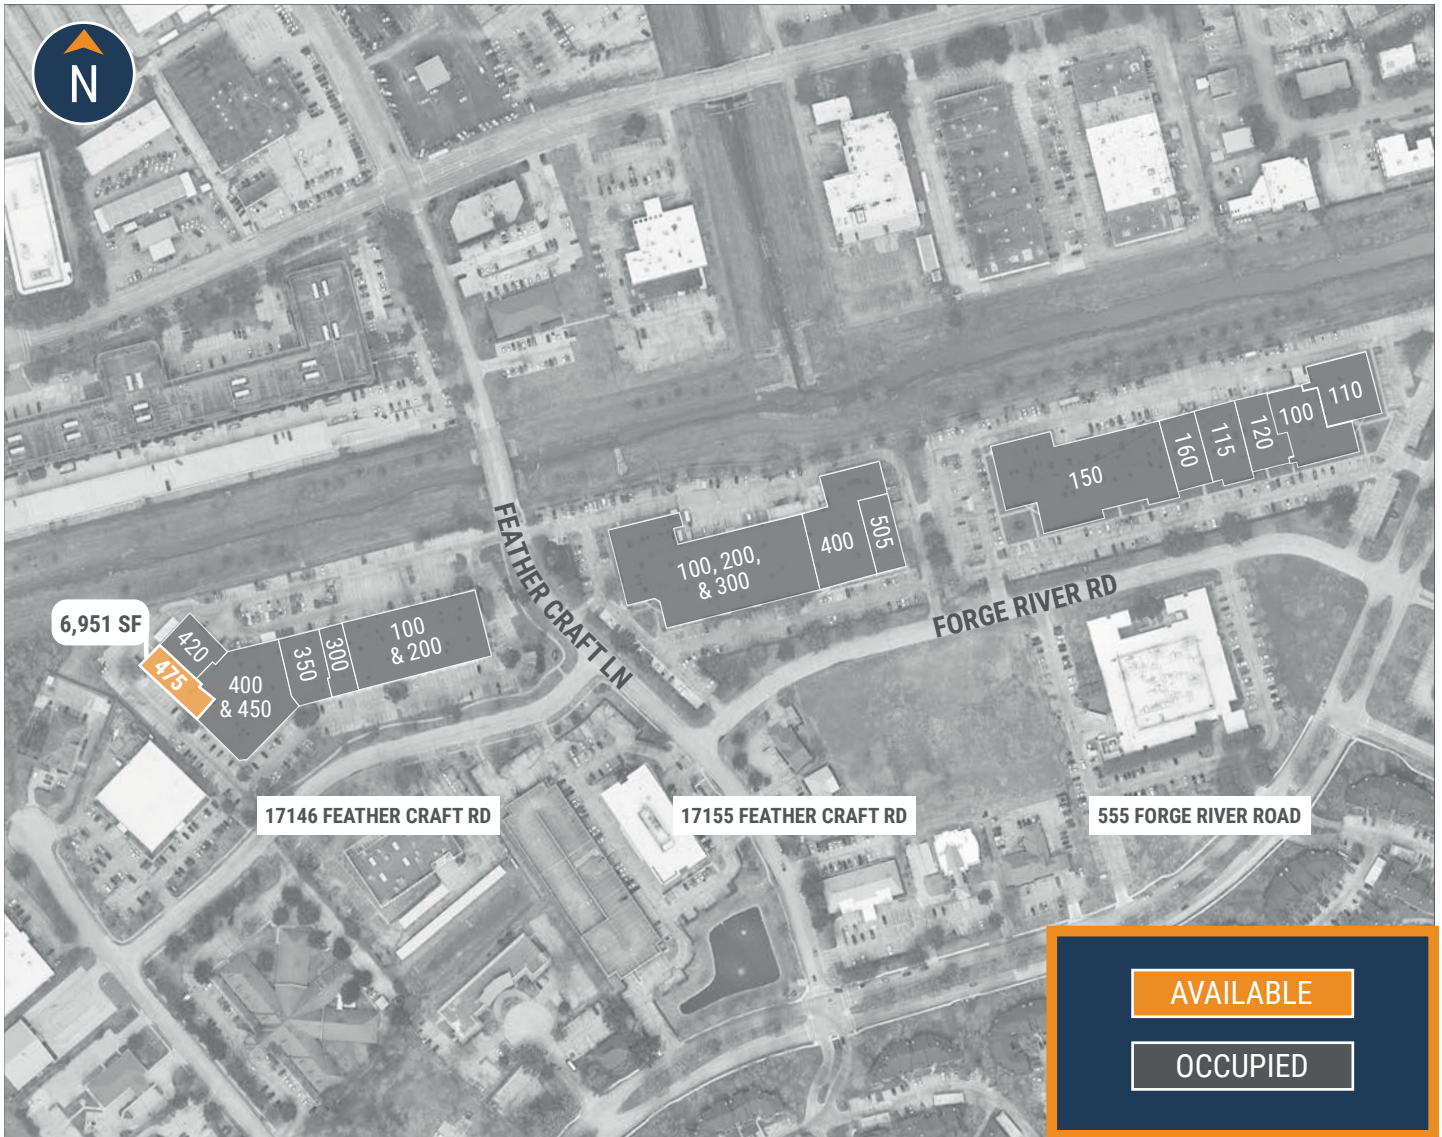 N
110
100
120
115
160
150
505
400
100, 200,
& 300
FEATHER CRAFT LN
FORGE RIVER RD
6,951 SF
420
475
400
& 450
350
300
100
& 200
17146 FEATHER CRAFT RD
17155 FEATHER CRAFT RD
555 FORGE RIVER ROAD
AVAILABLE
OCCUPIED